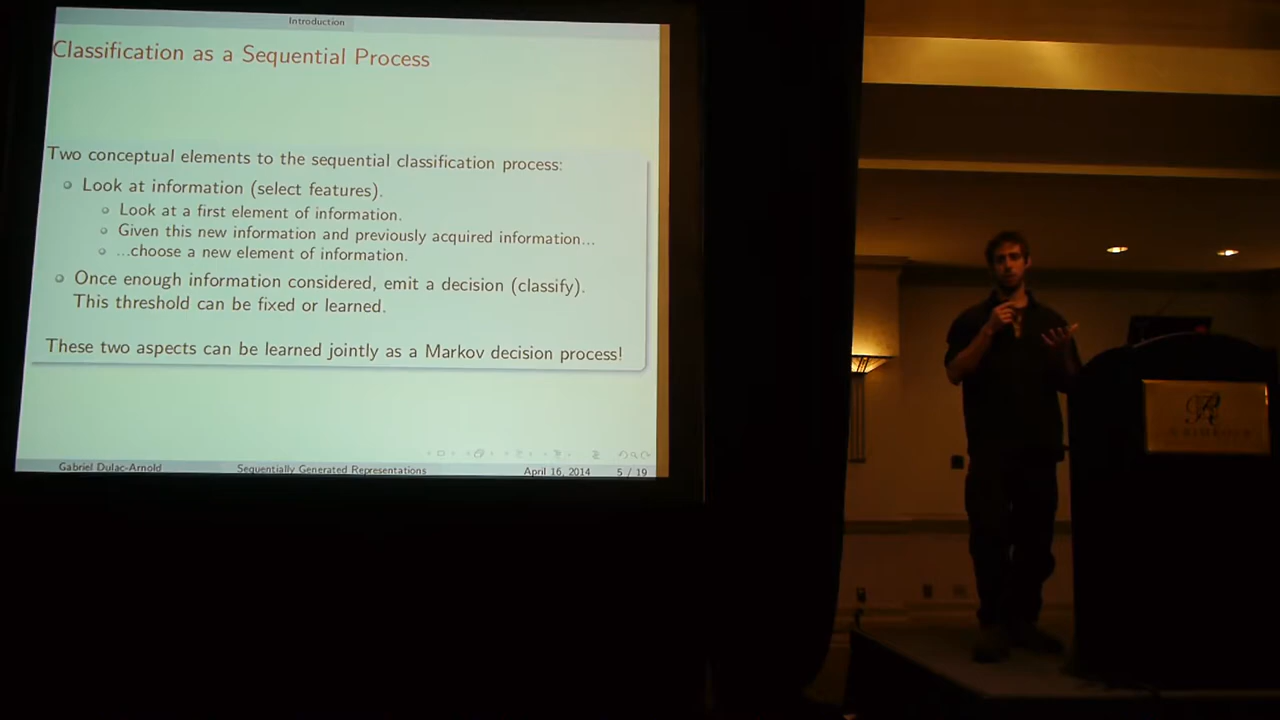 Introduction
Classification as a Sequential Process
Two conceptual elements to the sequential classification process:
Look at information (select features).
Look at a first element of information.
Given this new information and previously acquired information...
...choose a new element of information.
Once enough information considered, emit a decision (classify).
This threshold can be fixed or learned.
These two aspects can be learned jointly as a Markov decision process!
Gabriel Dulac-Arnold Sequentially Generated Representations April 16, 2014 5 / 19